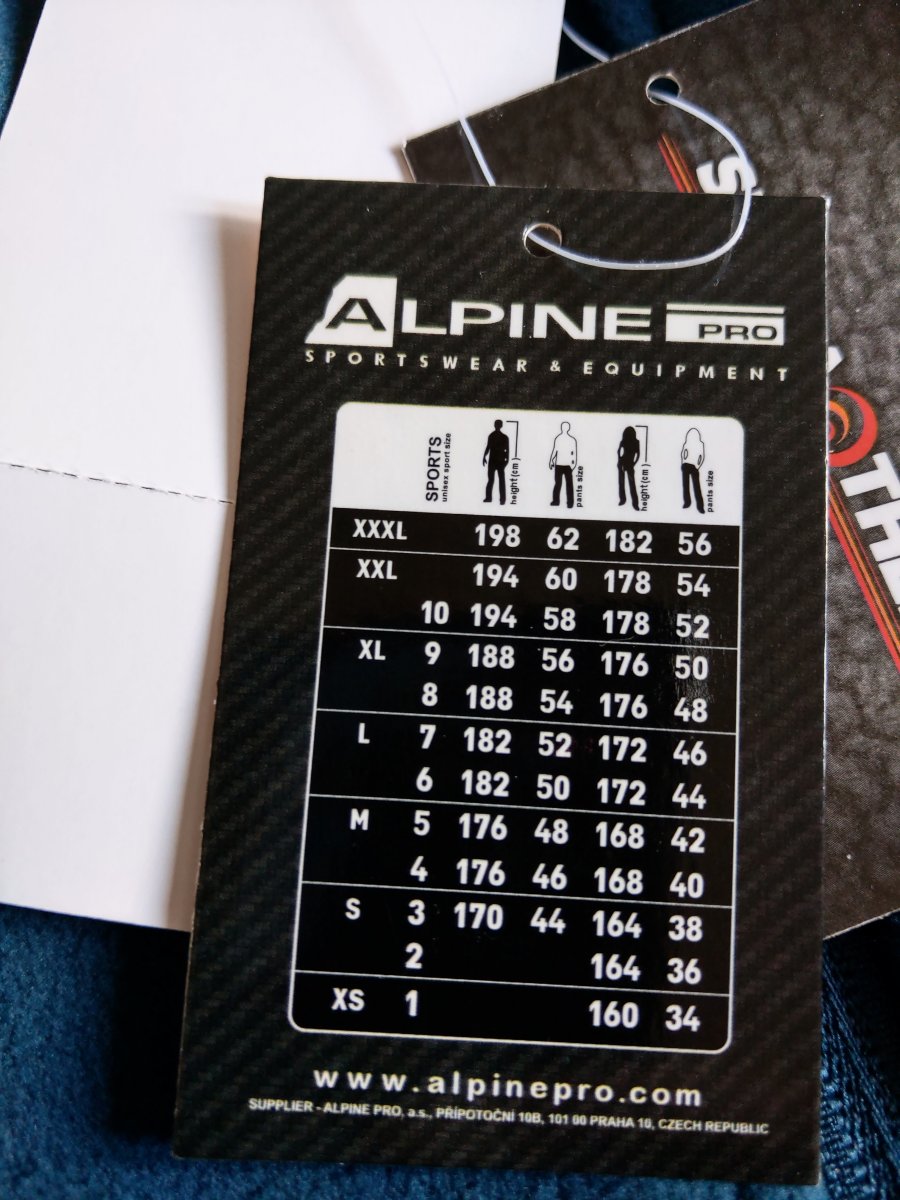 ALPINE PRO
SPORTSWEAR & EQUIPMENT
SPORTS unisex sport size height (cm) pants size height (cm) pants size
XXXL 198 62 182 56
XXL 194 60 178 54
10 194 58 178 52
XL 9 188 56 176 50
8 188 54 176 48
L 7 182 52 172 46
6 182 50 172 44
M 5 176 48 168 42
4 176 46 168 40
S 3 170 44 164 38
2 164 36
XS 1 160 34
www.alpinepro.com
SUPPLIER - ALPINE PRO, a.s., PŘÍPOTOČNÍ 10B, 101 00 PRAHA 10, CZECH REPUBLIC
S
THE